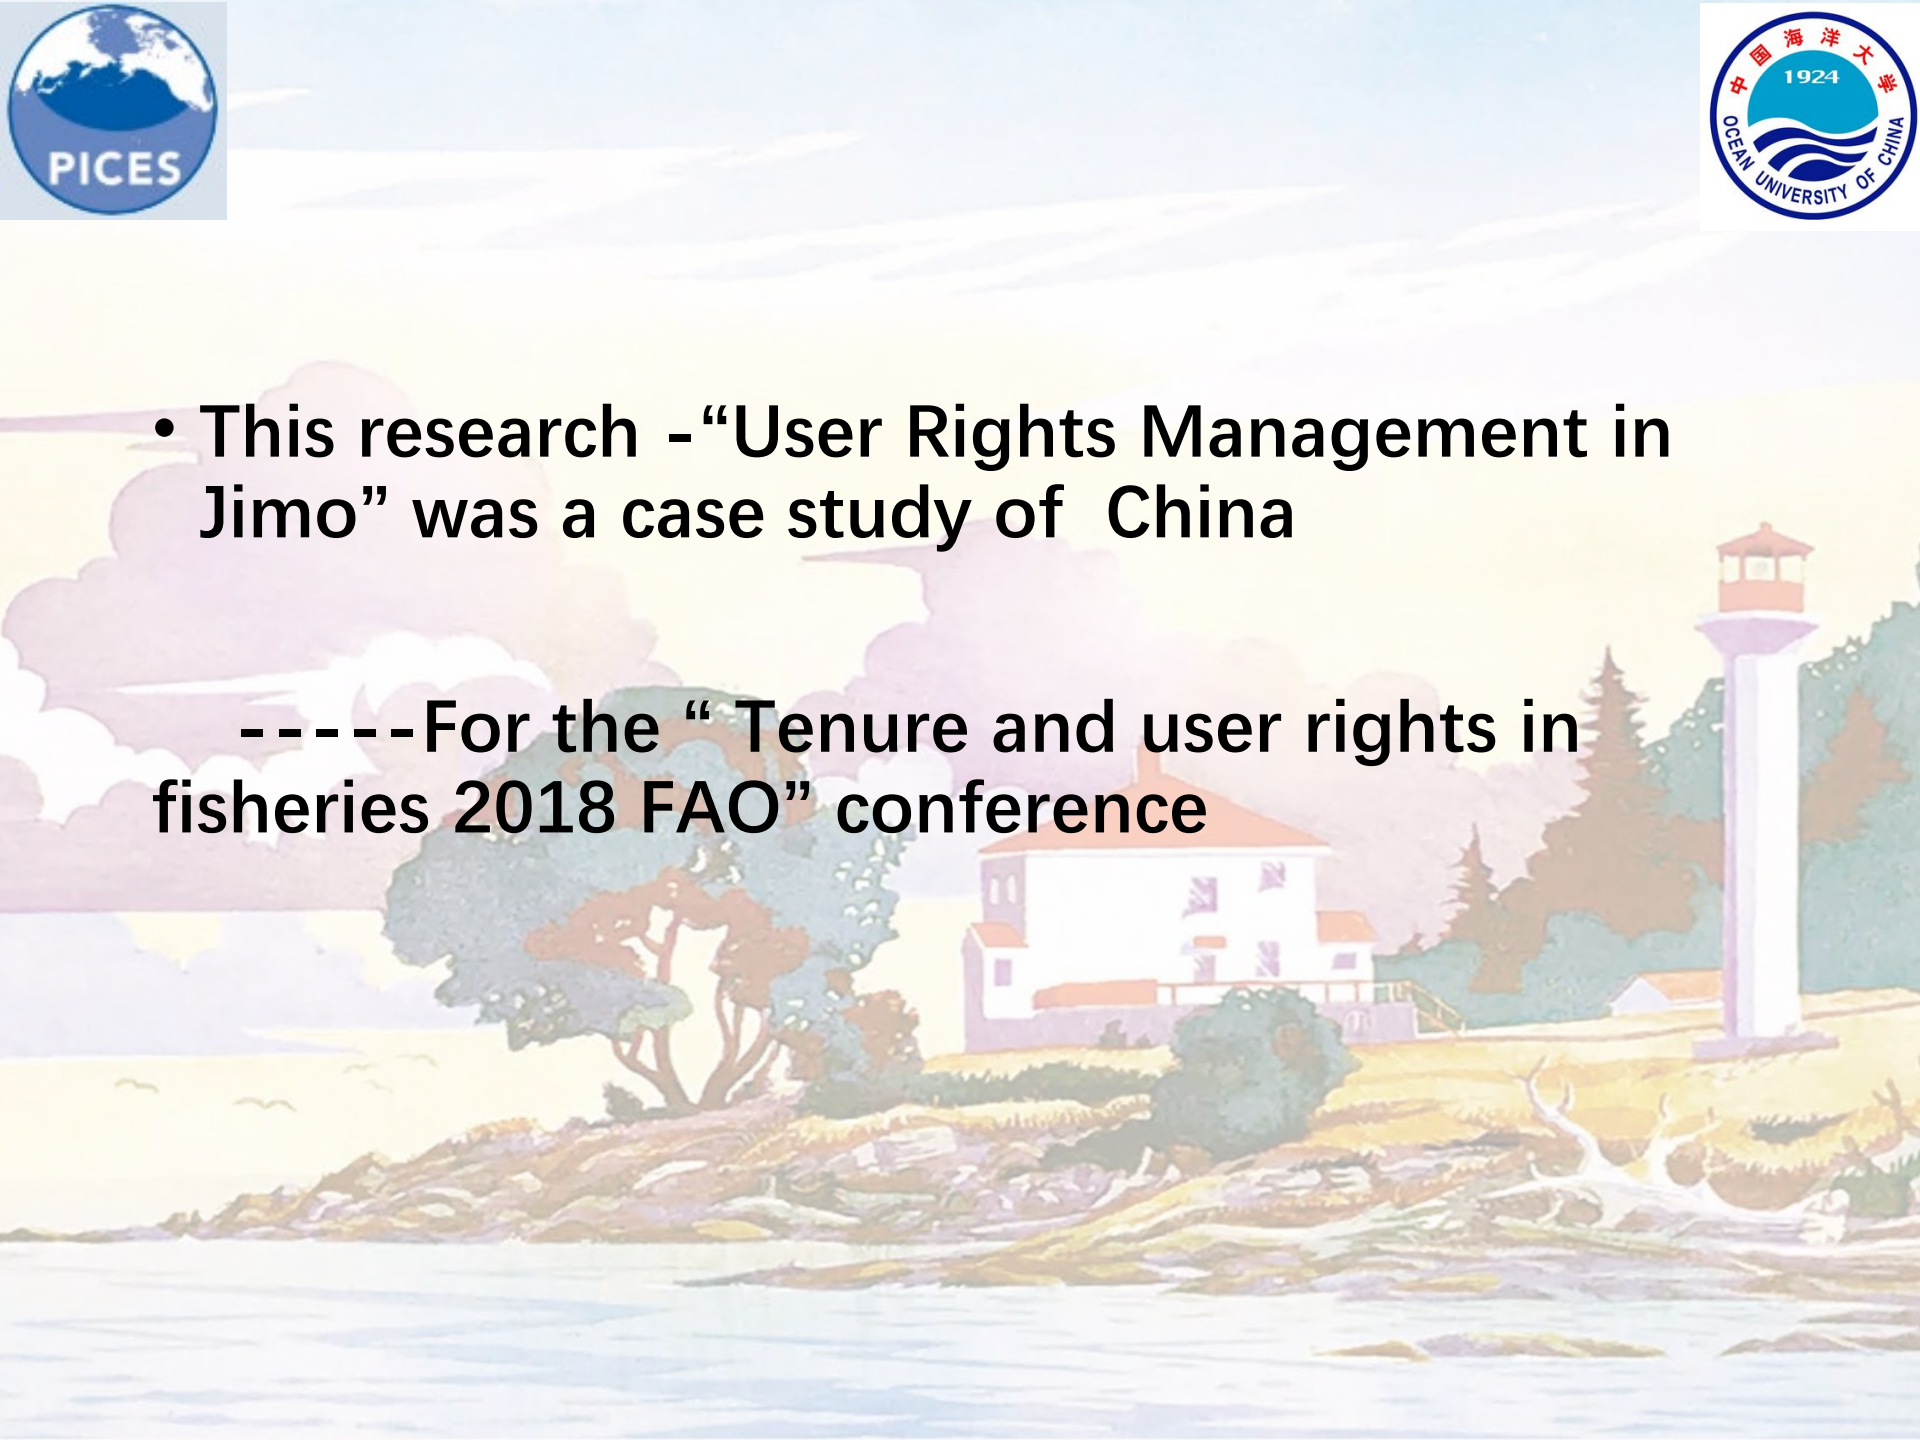 PICES
中国海洋大学
1924
OCEAN UNIVERSITY OF CHINA
• This research -“User Rights Management in
Jimo” was a case study of  China
-----For the “ Tenure and user rights in
fisheries 2018 FAO” conference